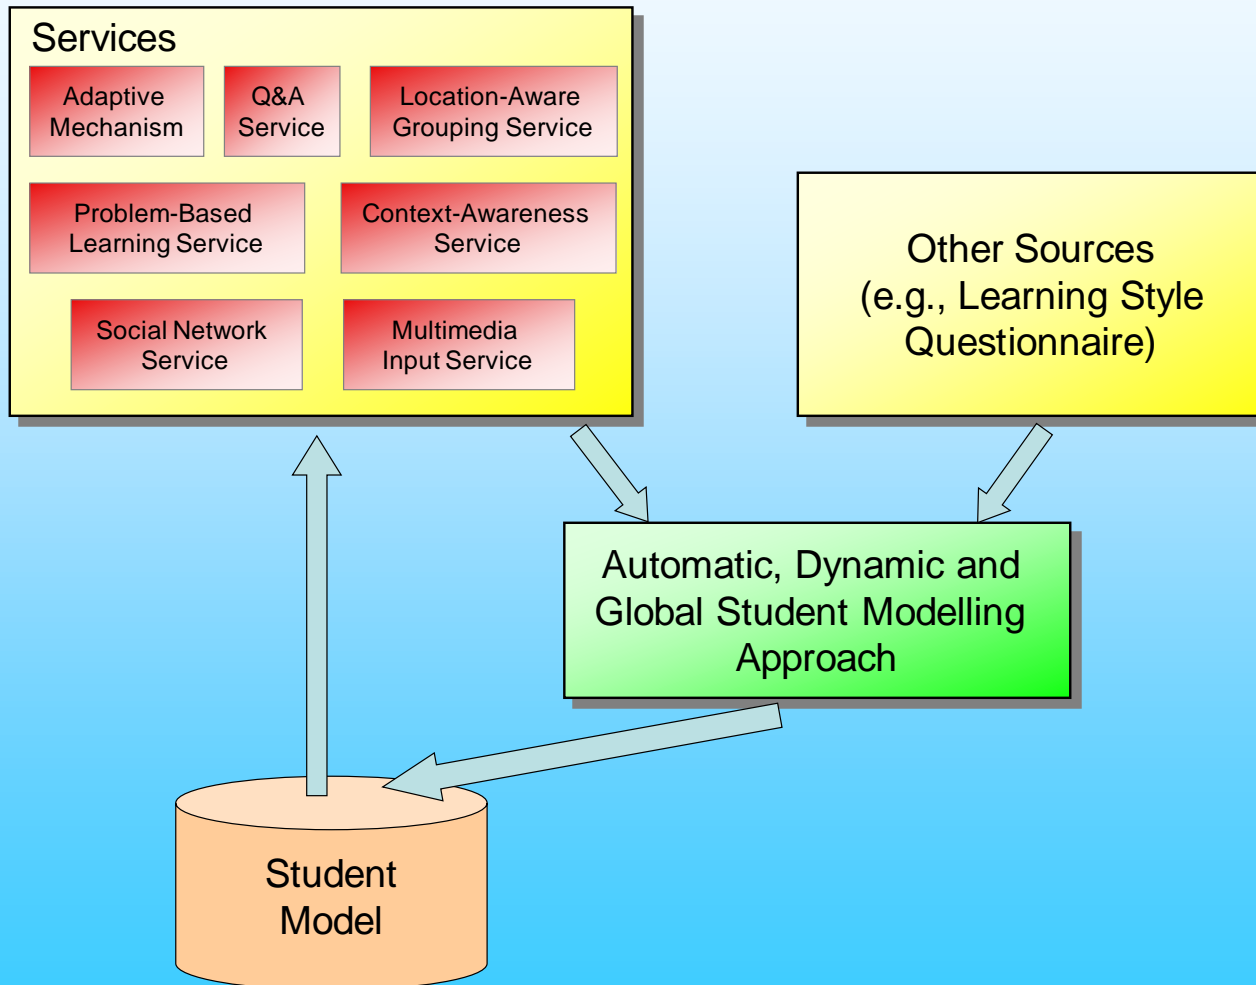 Services
Adaptive
Mechanism
Q&A
Service
Location-Aware
Grouping Service
Problem-Based
Learning Service
Context-Awareness
Service
Social Network
Service
Multimedia
Input Service
Other Sources
(e.g., Learning Style
Questionnaire)
Automatic, Dynamic and
Global Student Modelling
Approach
Student
Model